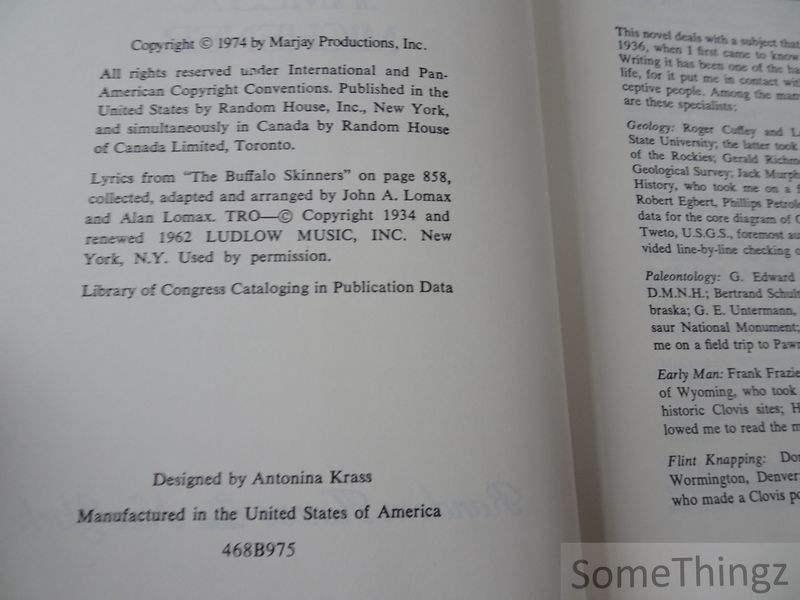 Copyright © 1974 by Marjay Productions, Inc.
All rights reserved under International and Pan-
American Copyright Conventions. Published in the
United States by Random House, Inc., New York,
and simultaneously in Canada by Random House
of Canada Limited, Toronto.
Lyrics from "The Buffalo Skinners" on page 858,
collected, adapted and arranged by John A. Lomax
and Alan Lomax. TRO—© Copyright 1934 and
renewed 1962 LUDLOW MUSIC, INC. New
York, N.Y. Used by permission.
Library of Congress Cataloging in Publication Data
Designed by Antonina Krass
Manufactured in the United States of America
468B975
This novel deals with a subject that
1936, when I first came to know
Writing it has been one of the
life, for it put me in contact
ceptive people. Among the
are these specialists:
Geology: Roger Cuffey and
State University; the latter took
of the Rockies; Gerald
Geological Survey; Jack
History, who took me on a
Robert Egbert, Phillips
data for the core diagram of
Tweto, U.S.G.S., foremost
vided line-by-line checking
Paleontology: G. Edward
D.M.N.H.; Bertrand
braska; G. E. Untermann,
saur National Monument;
me on a field trip to
Early Man: Frank
of Wyoming, who took
historic Clovis sites;
lowed me to read the
Flint Knapping:
Wormington, Denver
who made a Clovis
SomeThingz